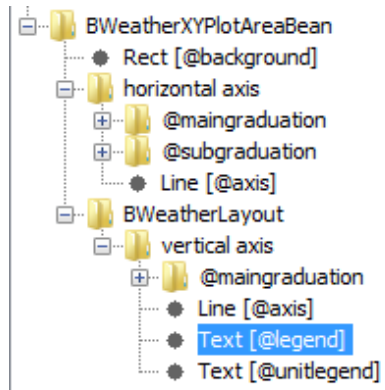 BWeatherXYPlotAreaBean
Rect [@background]
horizontal axis
@maingraduation
@subgraduation
Line [@axis]
BWeatherLayout
vertical axis
@maingraduation
Line [@axis]
Text [@legend]
Text [@unitlegend]